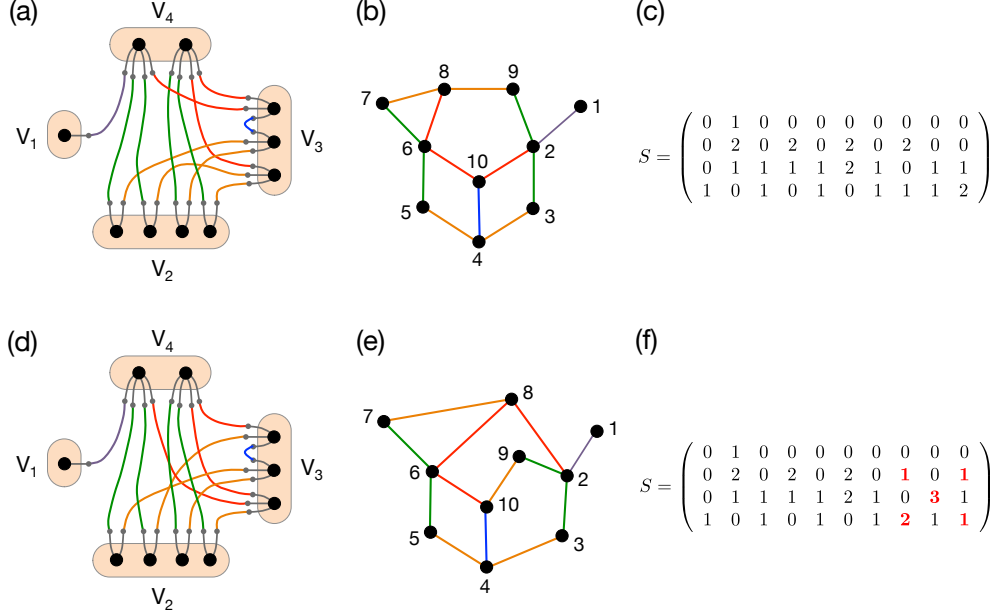 (a)
V4
V1
V3
V2
(b)
8
9
7
1
6
10
2
5
3
4
(c)
S =
0 1 0 0 0 0 0 0 0 0
0 2 0 2 0 2 0 2 0 0
0 1 1 1 1 2 1 0 1 1
1 0 1 0 1 0 1 1 1 2
(d)
V4
V1
V3
V2
(e)
8
7
1
9
6
2
10
5
3
4
(f)
S =
0 1 0 0 0 0 0 0 0 0
0 2 0 2 0 2 0 1 0 1
0 1 1 1 1 2 1 0 3 1
1 0 1 0 1 0 1 2 1 1